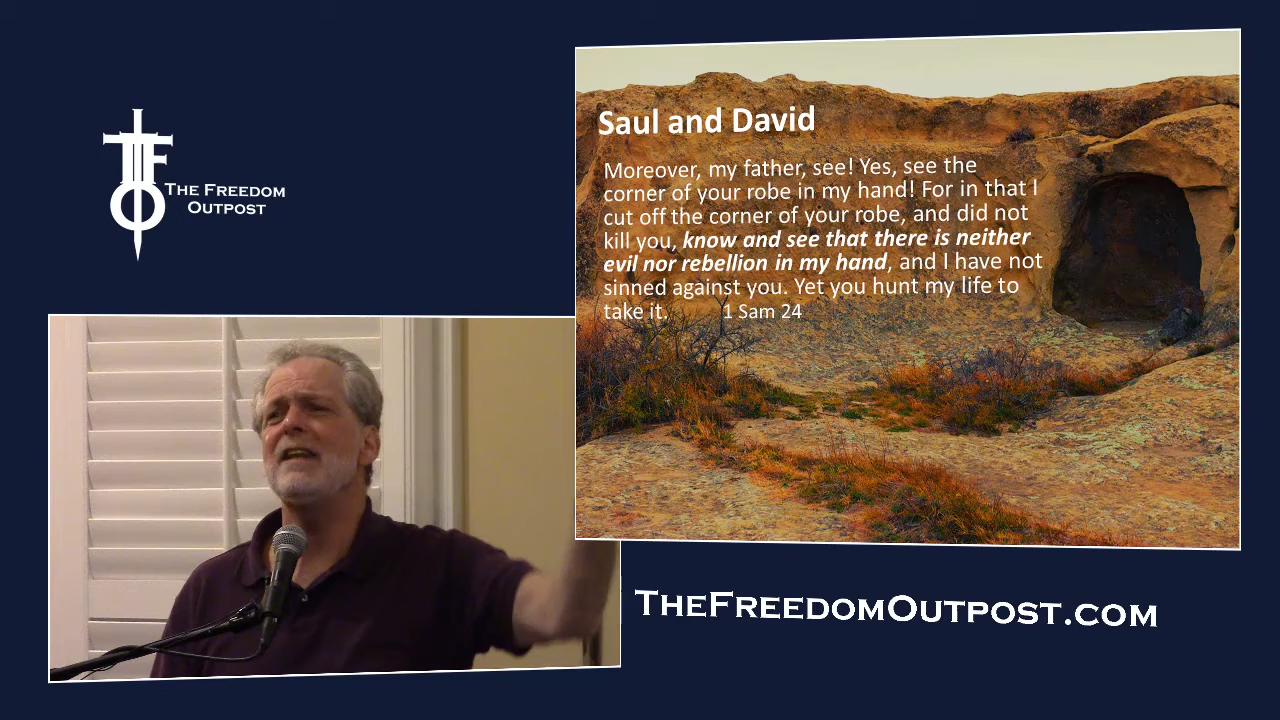 TFO
The Freedom
Outpost
Saul and David
Moreover, my father, see! Yes, see the
corner of your robe in my hand! For in that I
cut off the corner of your robe, and did not
kill you, know and see that there is neither
evil nor rebellion in my hand, and I have not
sinned against you. Yet you hunt my life to
take it. 1 Sam 24
TheFreedomOutpost.com